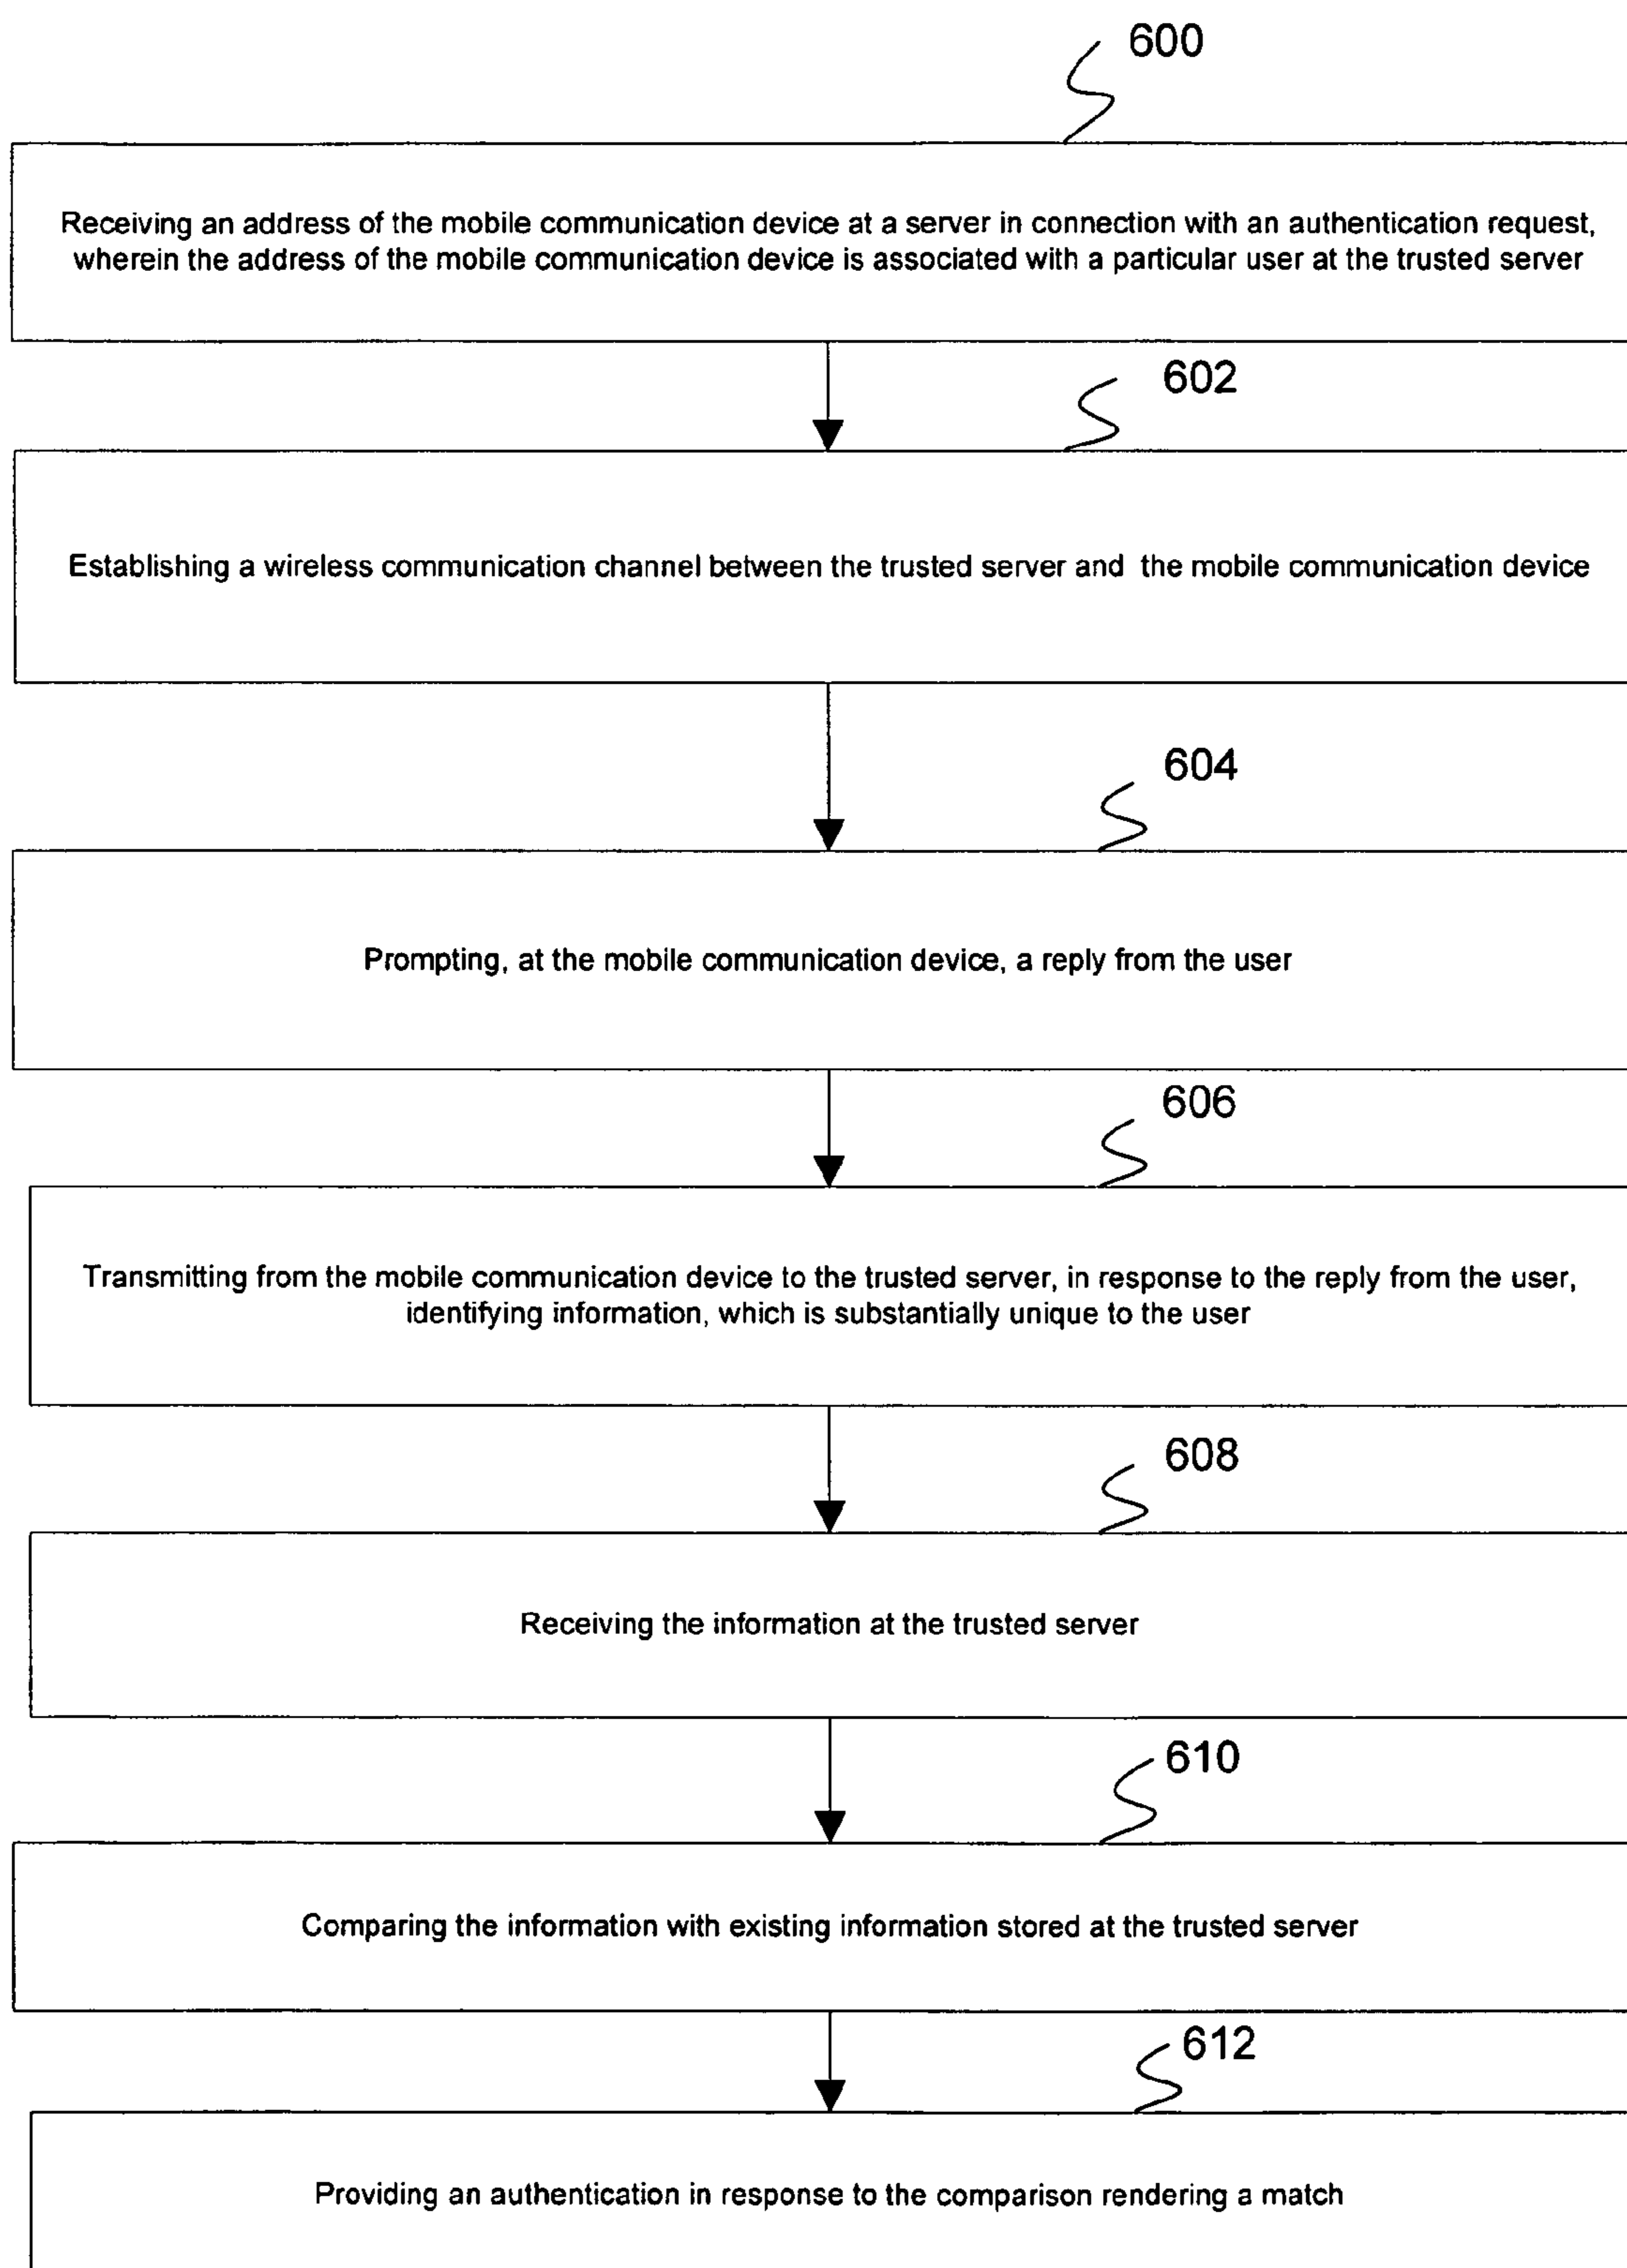 600
Receiving an address of the mobile communication device at a server in connection with an authentication request,
wherein the address of the mobile communication device is associated with a particular user at the trusted server
602
Establishing a wireless communication channel between the trusted server and the mobile communication device
604
Prompting, at the mobile communication device, a reply from the user
606
Transmitting from the mobile communication device to the trusted server, in response to the reply from the user,
identifying information, which is substantially unique to the user
608
Receiving the information at the trusted server
610
Comparing the information with existing information stored at the trusted server
612
Providing an authentication in response to the comparison rendering a match